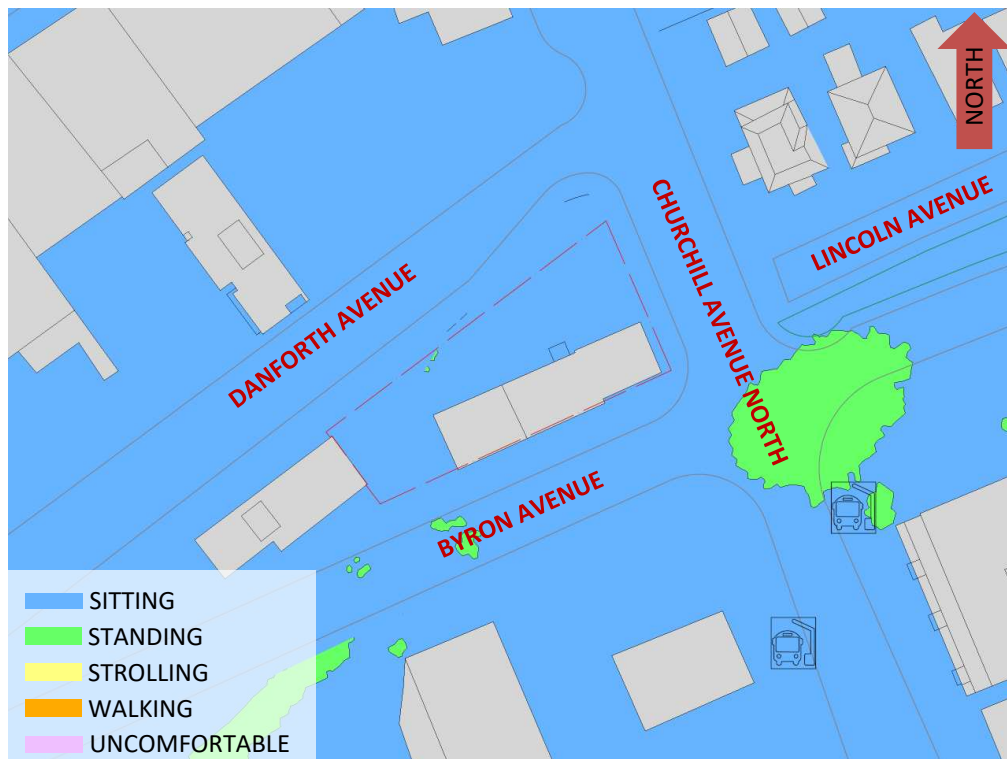 NORTH
CHURCHILL AVENUE NORTH
LINCOLN AVENUE
DANFORTH AVENUE
BYRON AVENUE
SITTING
STANDING
STROLLING
WALKING
UNCOMFORTABLE